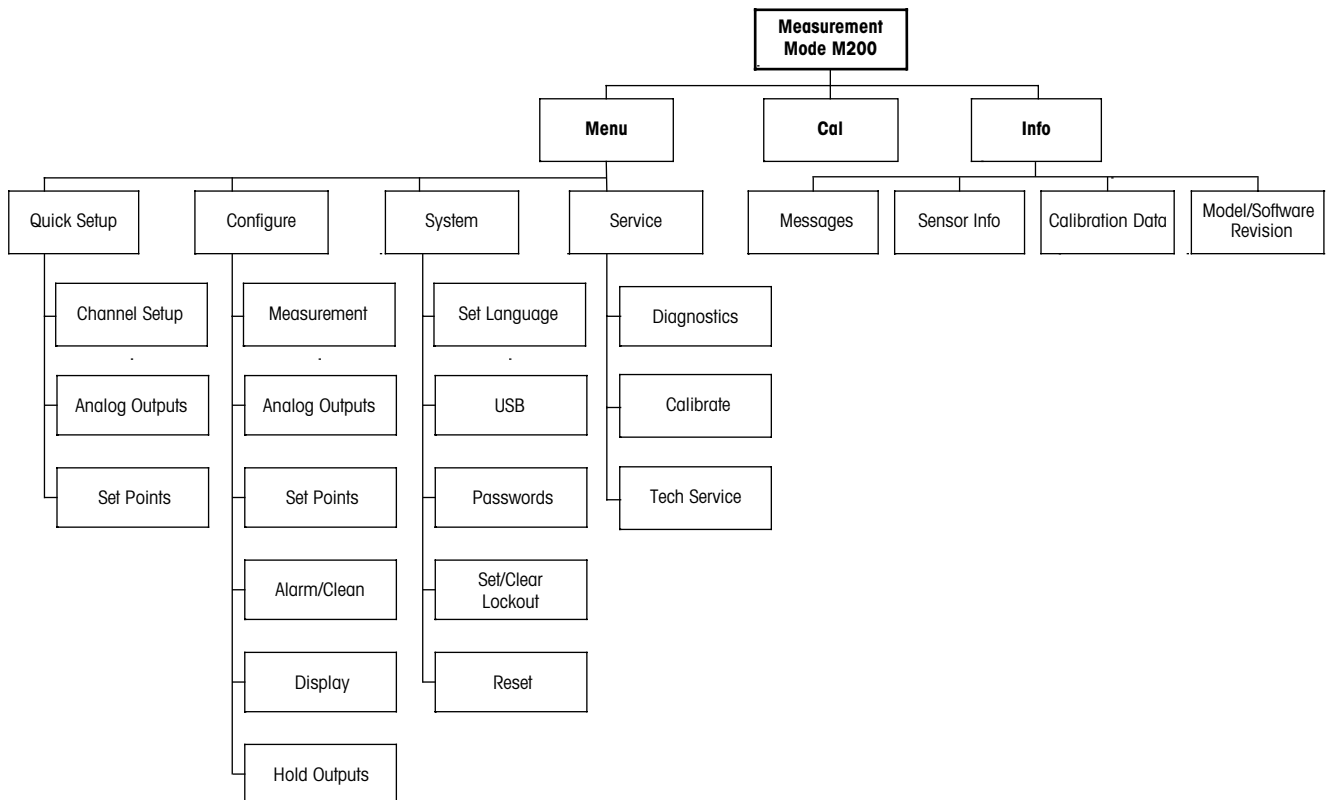 Measurement
Mode M200
Menu
Cal
Info
Quick Setup
Configure
System
Service
Messages
Sensor Info
Calibration Data
Model/Software
Revision
Channel Setup
Measurement
Set Language
Diagnostics
Analog Outputs
Analog Outputs
USB
Calibrate
Set Points
Set Points
Passwords
Tech Service
Alarm/Clean
Set/Clear
Lockout
Display
Reset
Hold Outputs